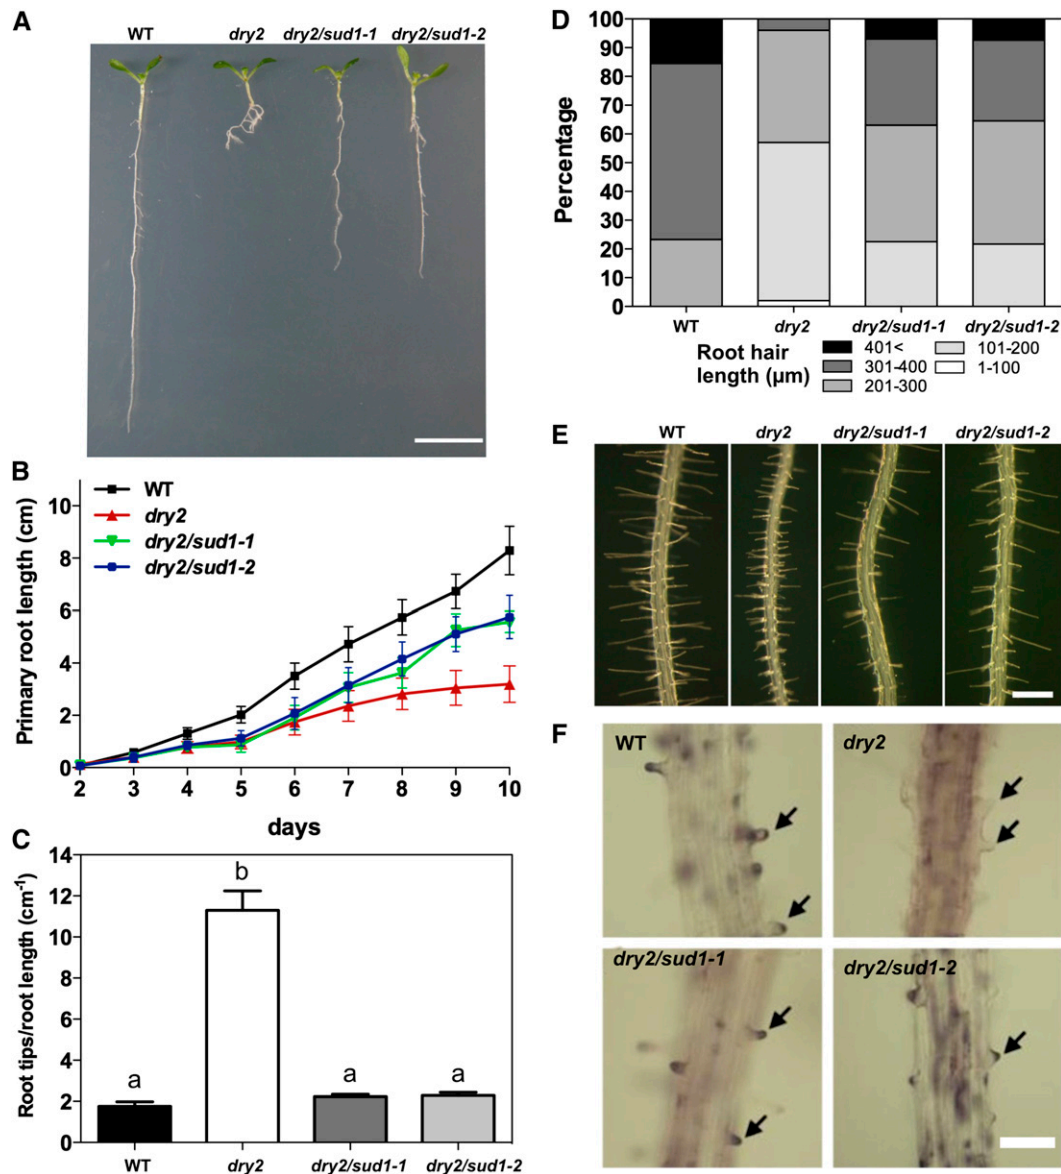 A
WT dry2 dry2/sud1-1 dry2/sud1-2
B
Primary root length (cm)
10
8
6
4
2
0
WT
dry2
dry2/sud1-1
dry2/sud1-2
2 3 4 5 6 7 8 9 10
days
C
Root tips/root length (cm⁻¹)
14
12
10
8
6
4
2
0
a b a a
WT dry2 dry2/sud1-1 dry2/sud1-2
D
Percentage
100
90
80
70
60
50
40
30
20
10
0
WT dry2 dry2/sud1-1 dry2/sud1-2
Root hair length (µm)
401<
301-400
201-300
101-200
1-100
E
WT dry2 dry2/sud1-1 dry2/sud1-2
F
WT dry2
dry2/sud1-1 dry2/sud1-2